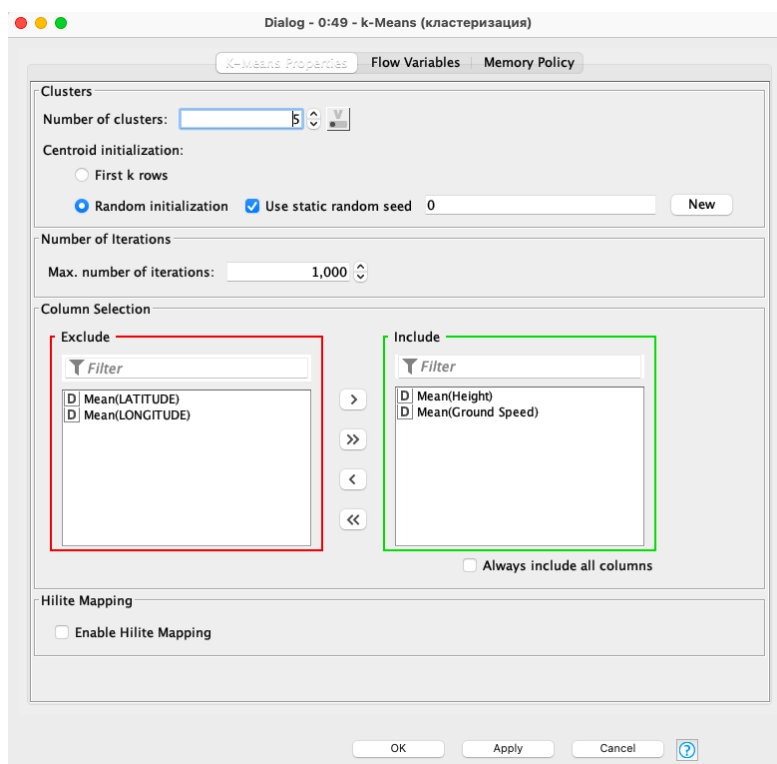 Dialog - 0:49 - k-Means (кластеризация)
K-Means Properties Flow Variables Memory Policy
Clusters
Number of clusters: 5 V
Centroid initialization:
First k rows
Random initialization Use static random seed 0 New
Number of Iterations
Max. number of iterations: 1,000
Column Selection
Exclude Include
Filter Filter
D Mean(LATITUDE) D Mean(Height)
D Mean(LONGITUDE) D Mean(Ground Speed)
>
»
<
«
Always include all columns
Hilite Mapping
Enable Hilite Mapping
OK Apply Cancel ?